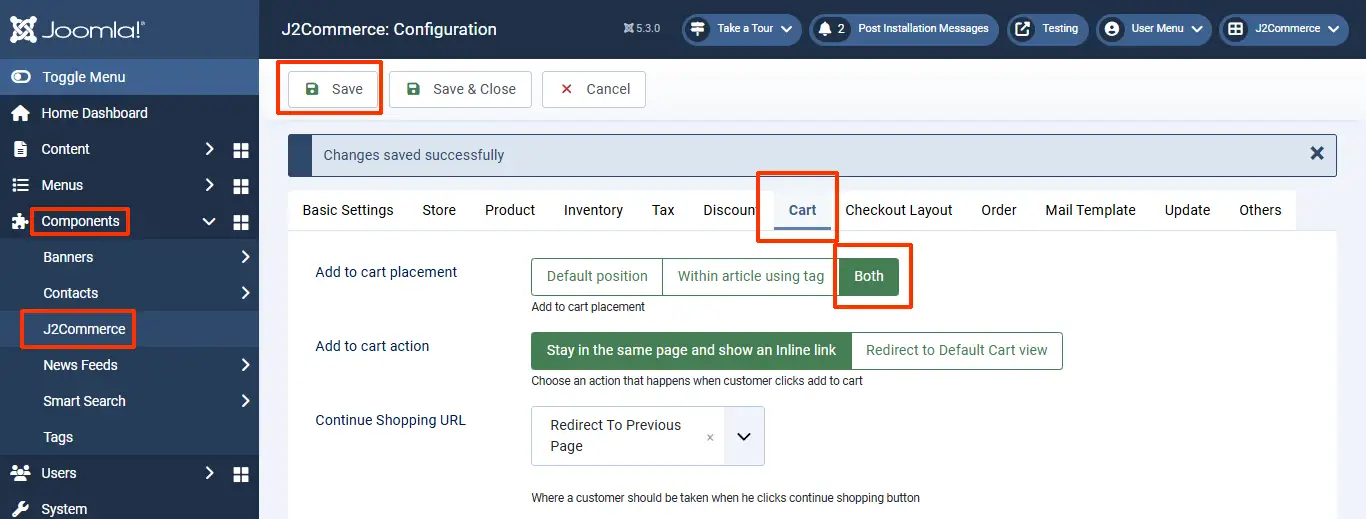 Joomla!
J2Commerce: Configuration
5.3.0
Take a Tour
2
Post Installation Messages
Testing
User Menu
J2Commerce
Toggle Menu
Home Dashboard
Content
Menus
Components
Banners
Contacts
J2Commerce
News Feeds
Smart Search
Tags
Users
System
Save
Save & Close
Cancel
Changes saved successfully
Basic Settings
Store
Product
Inventory
Tax
Discount
Cart
Checkout Layout
Order
Mail Template
Update
Others
Add to cart placement
Default position
Within article using tag
Both
Add to cart placement
Add to cart action
Stay in the same page and show an Inline link
Redirect to Default Cart view
Choose an action that happens when customer clicks add to cart
Continue Shopping URL
Redirect To Previous
Page
Where a customer should be taken when he clicks continue shopping button